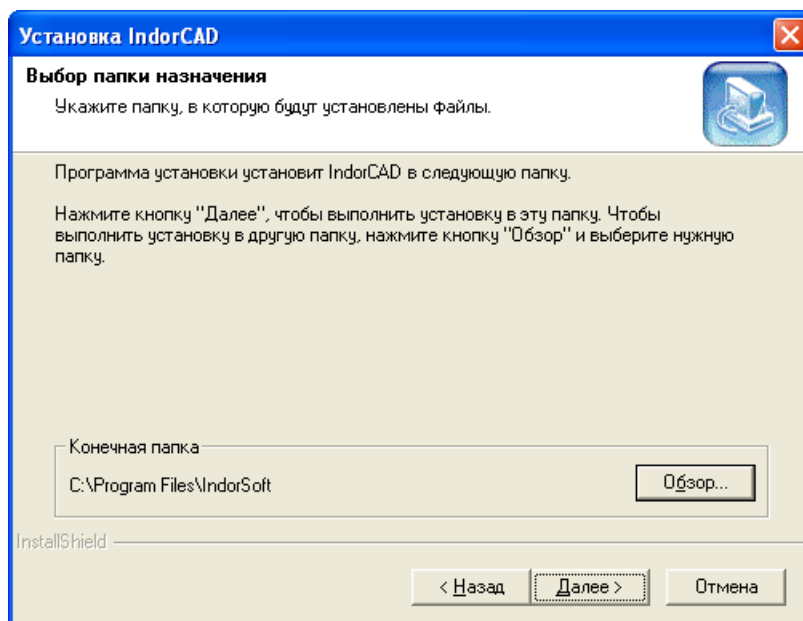 Установка IndorCAD
Выбор папки назначения
Укажите папку, в которую будут установлены файлы.
Программа установки установит IndorCAD в следующую папку.
Нажмите кнопку "Далее", чтобы выполнить установку в эту папку. Чтобы
выполнить установку в другую папку, нажмите кнопку "Обзор" и выберите нужную
папку.
Конечная папка
C:\Program Files\IndorSoft
Обзор...
InstallShield
< Назад
Далее >
Отмена